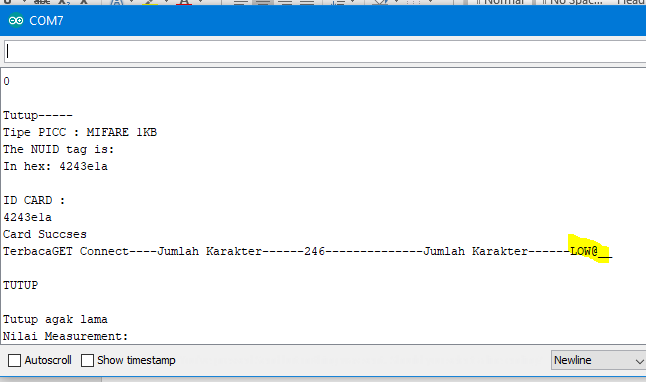 COM7
0
Tutup-----
Tipe PICC : MIFARE 1KB
The NUID tag is:
In hex: 4243e1a
ID CARD :
4243e1a
Card Succses
TerbacaGET Connect----Jumlah Karakter------246--------------Jumlah Karakter------LOW@__
TUTUP
Tutup agak lama
Nilai Measurement:
Autoscroll Show timestamp Newline